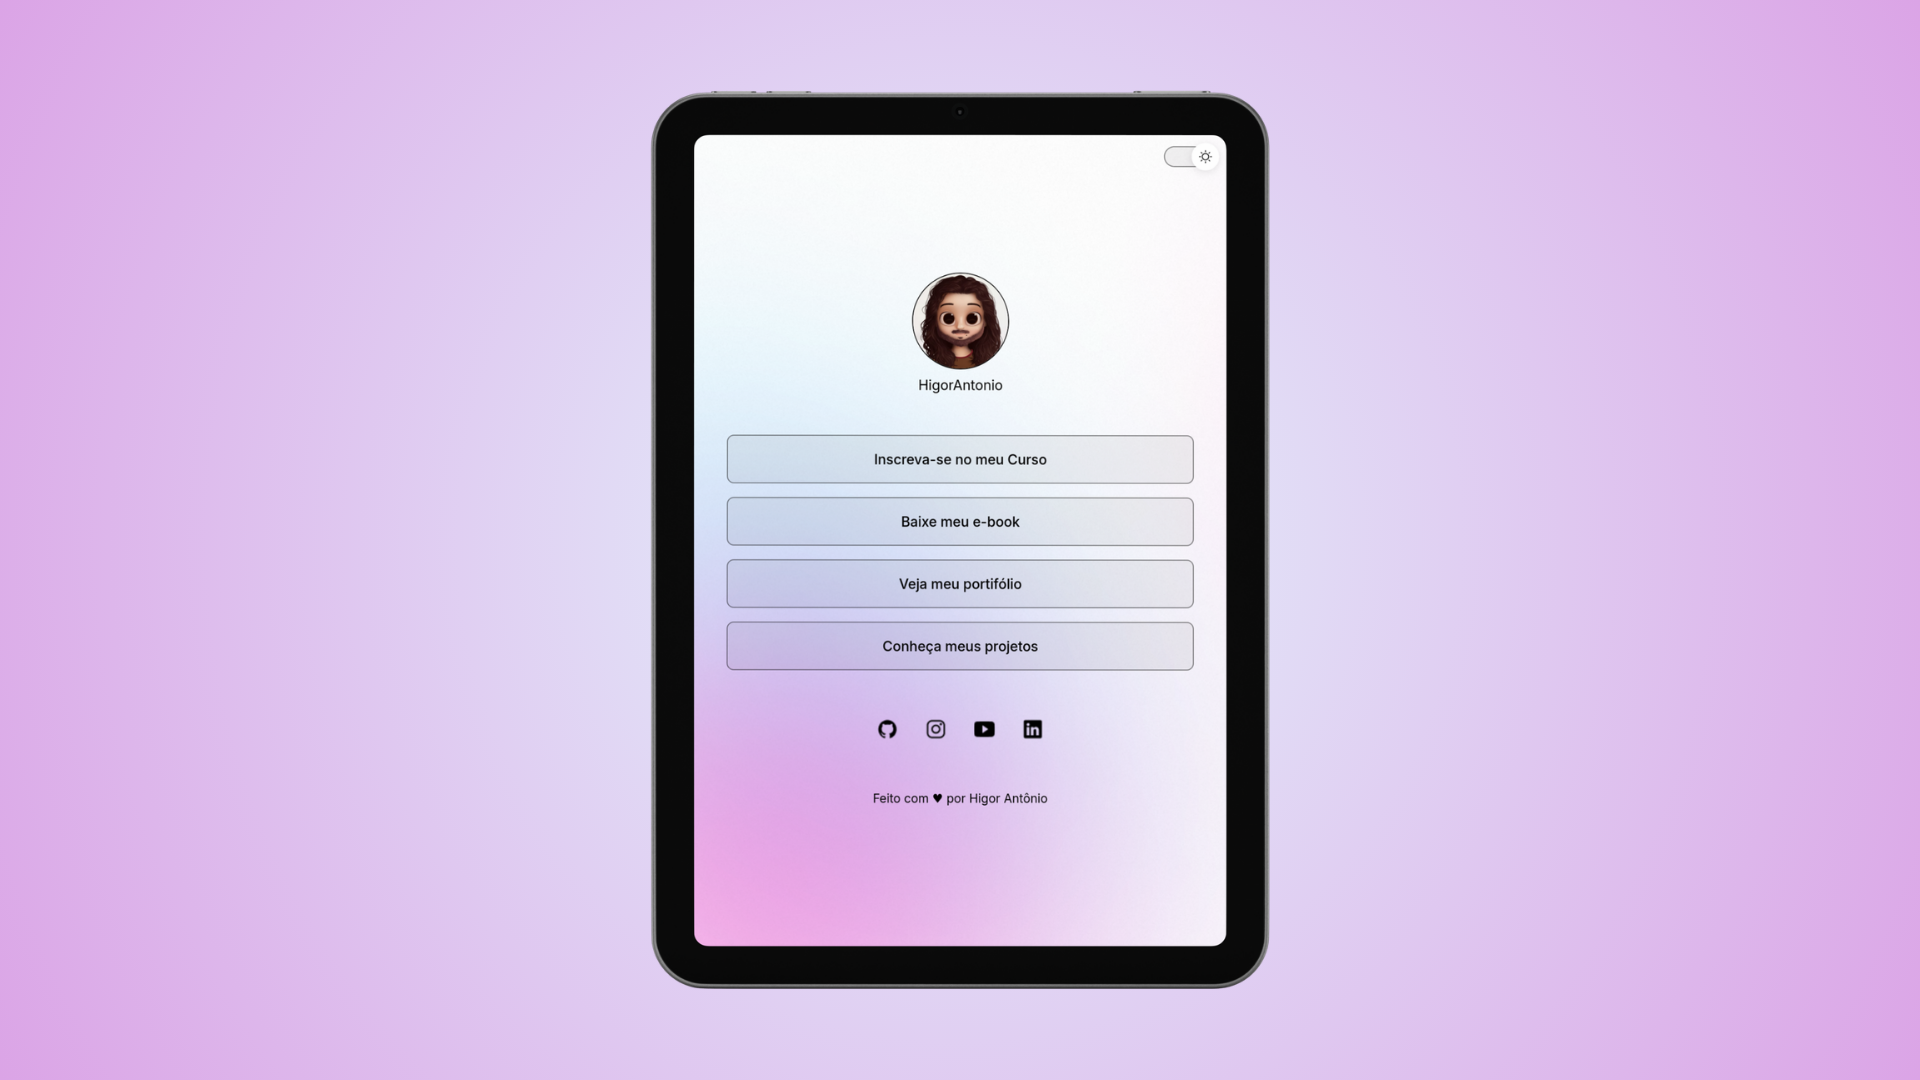 HigorAntonio
Inscreva-se no meu Curso
Baixe meu e-book
Veja meu portifólio
Conheça meus projetos
in
Feito com ♥ por Higor Antônio